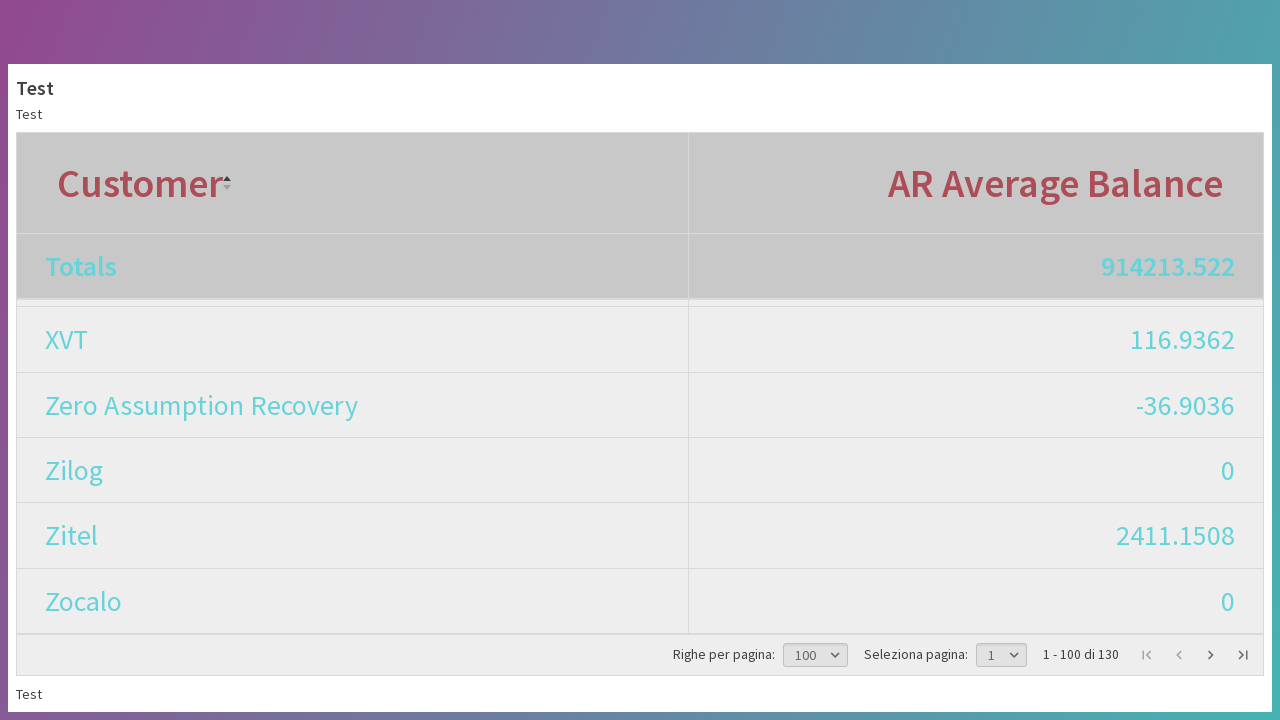 Test
Test
Customer AR Average Balance
Totals 914213.522
XVT 116.9362
Zero Assumption Recovery -36.9036
Zilog 0
Zitel 2411.1508
Zocalo 0
Righe per pagina: 100 Seleziona pagina: 1 1 - 100 di 130
Test